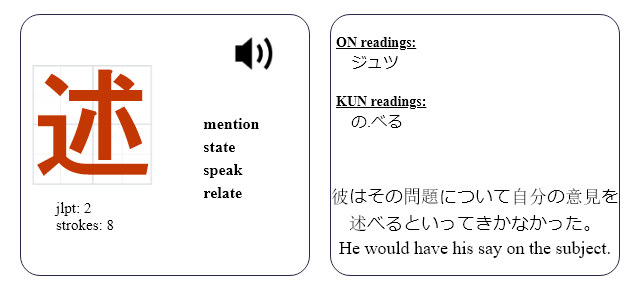 述
mention
state
speak
relate
jlpt: 2
strokes: 8
ON readings:
ジュツ
KUN readings:
の.べる
彼はその問題について自分の意見を
述べるといってきかなかった。
He would have his say on the subject.